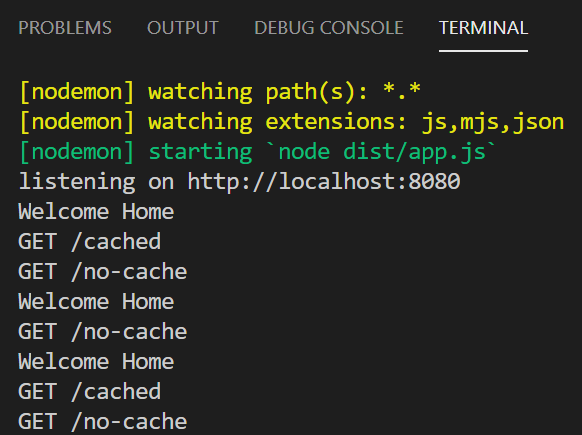 PROBLEMS OUTPUT DEBUG CONSOLE TERMINAL
[nodemon] watching path(s): *.*
[nodemon] watching extensions: js,mjs,json
[nodemon] starting `node dist/app.js`
listening on http://localhost:8080
Welcome Home
GET /cached
GET /no-cache
Welcome Home
GET /no-cache
Welcome Home
GET /cached
GET /no-cache